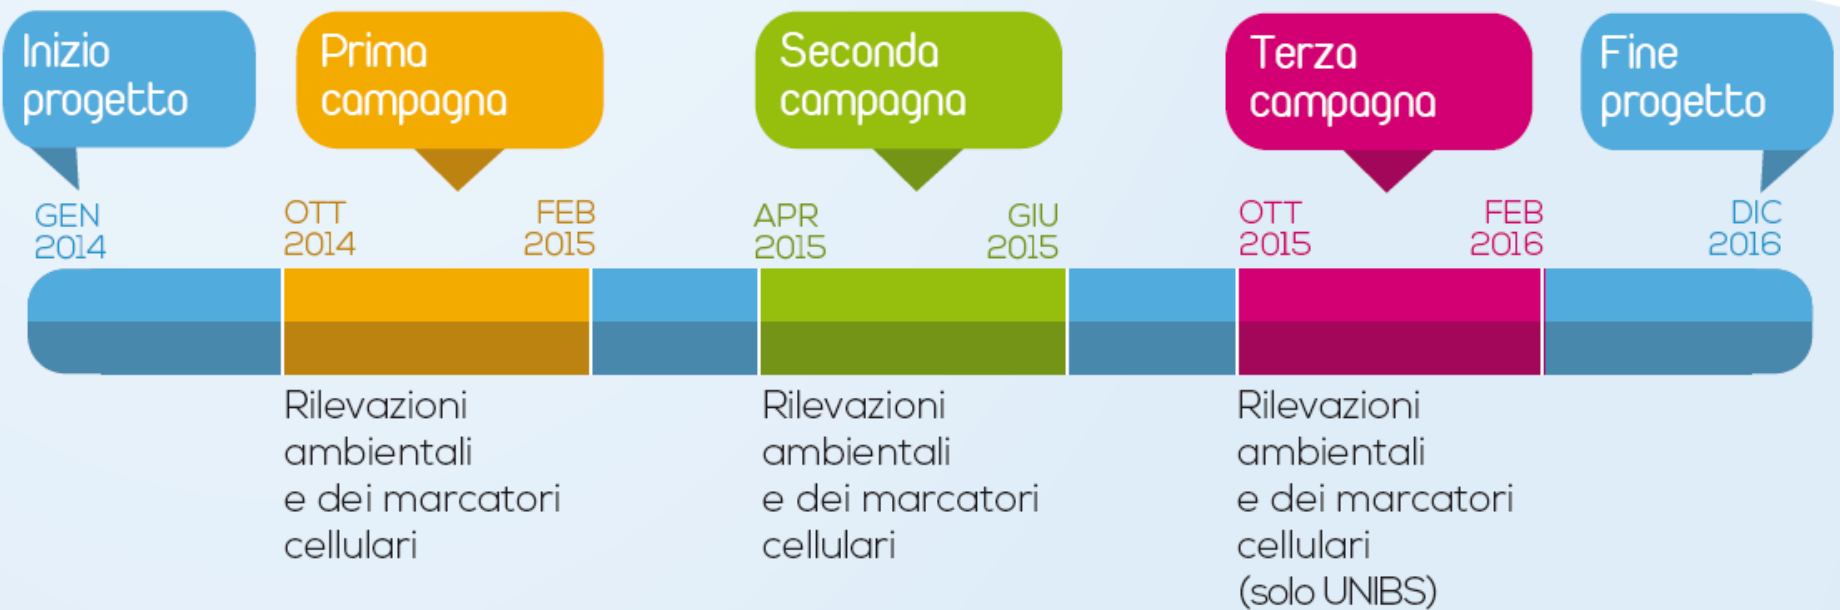 Inizio
progetto
Prima
campagna
Seconda
campagna
Terza
campagna
Fine
progetto
GEN
2014
OTT
2014
FEB
2015
APR
2015
GIU
2015
OTT
2015
FEB
2016
DIC
2016
Rilevazioni
ambientali
e dei marcatori
cellulari
Rilevazioni
ambientali
e dei marcatori
cellulari
Rilevazioni
ambientali
e dei marcatori
cellulari
(solo UNIBS)